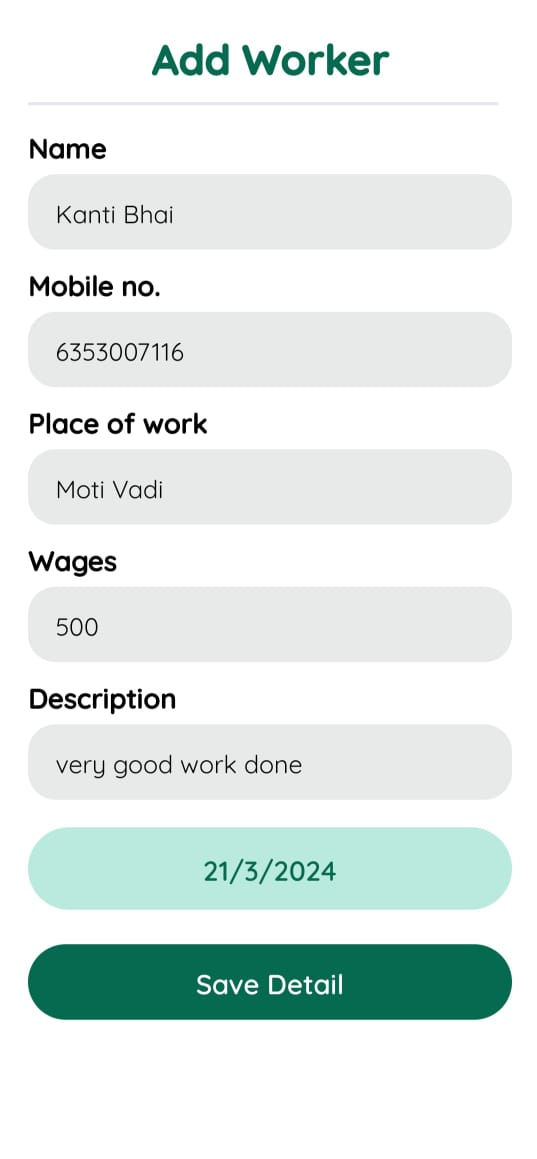 Add Worker
Name
Kanti Bhai
Mobile no.
6353007116
Place of work
Moti Vadi
Wages
500
Description
very good work done
21/3/2024
Save Detail